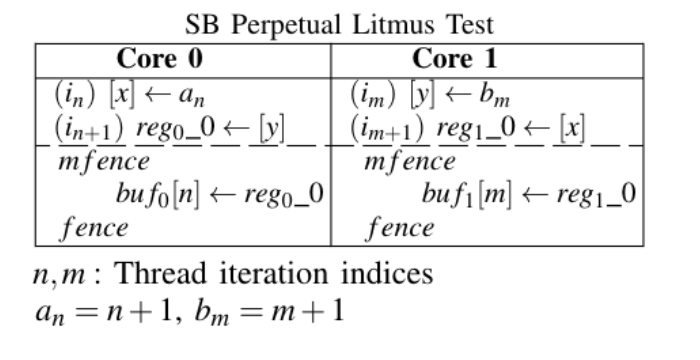 SB Perpetual Litmus Test
Core 0 Core 1
(i_n) [x] ← a_n (i_m) [y] ← b_m
(i_{n+1}) reg_0_0 ← [y] (i_{m+1}) reg_1_0 ← [x]
mfence mfence
buf_0[n] ← reg_0_0 buf_1[m] ← reg_1_0
fence fence
n,m : Thread iteration indices
a_n = n+1, b_m = m+1